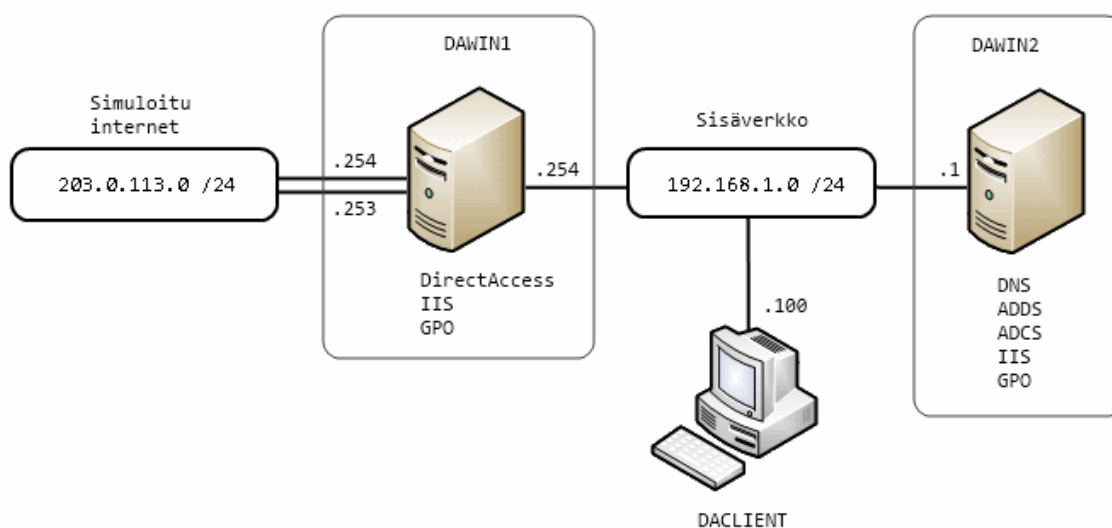 DAWIN1
DAWIN2
Simuloitu
internet
Sisäverkko
.254
.254
.1
203.0.113.0 /24
192.168.1.0 /24
.253
DirectAccess
IIS
GPO
DNS
ADDS
ADCS
IIS
GPO
.100
DACLIENT